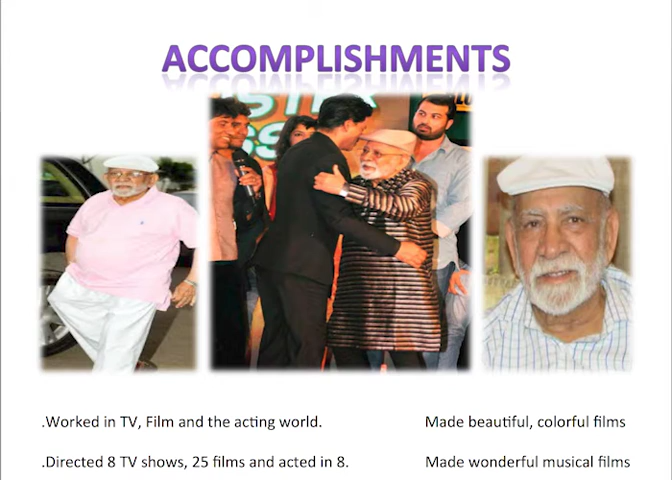 ACCOMPLISHMENTS
.Worked in TV, Film and the acting world.
Made beautiful, colorful films
.Directed 8 TV shows, 25 films and acted in 8.
Made wonderful musical films